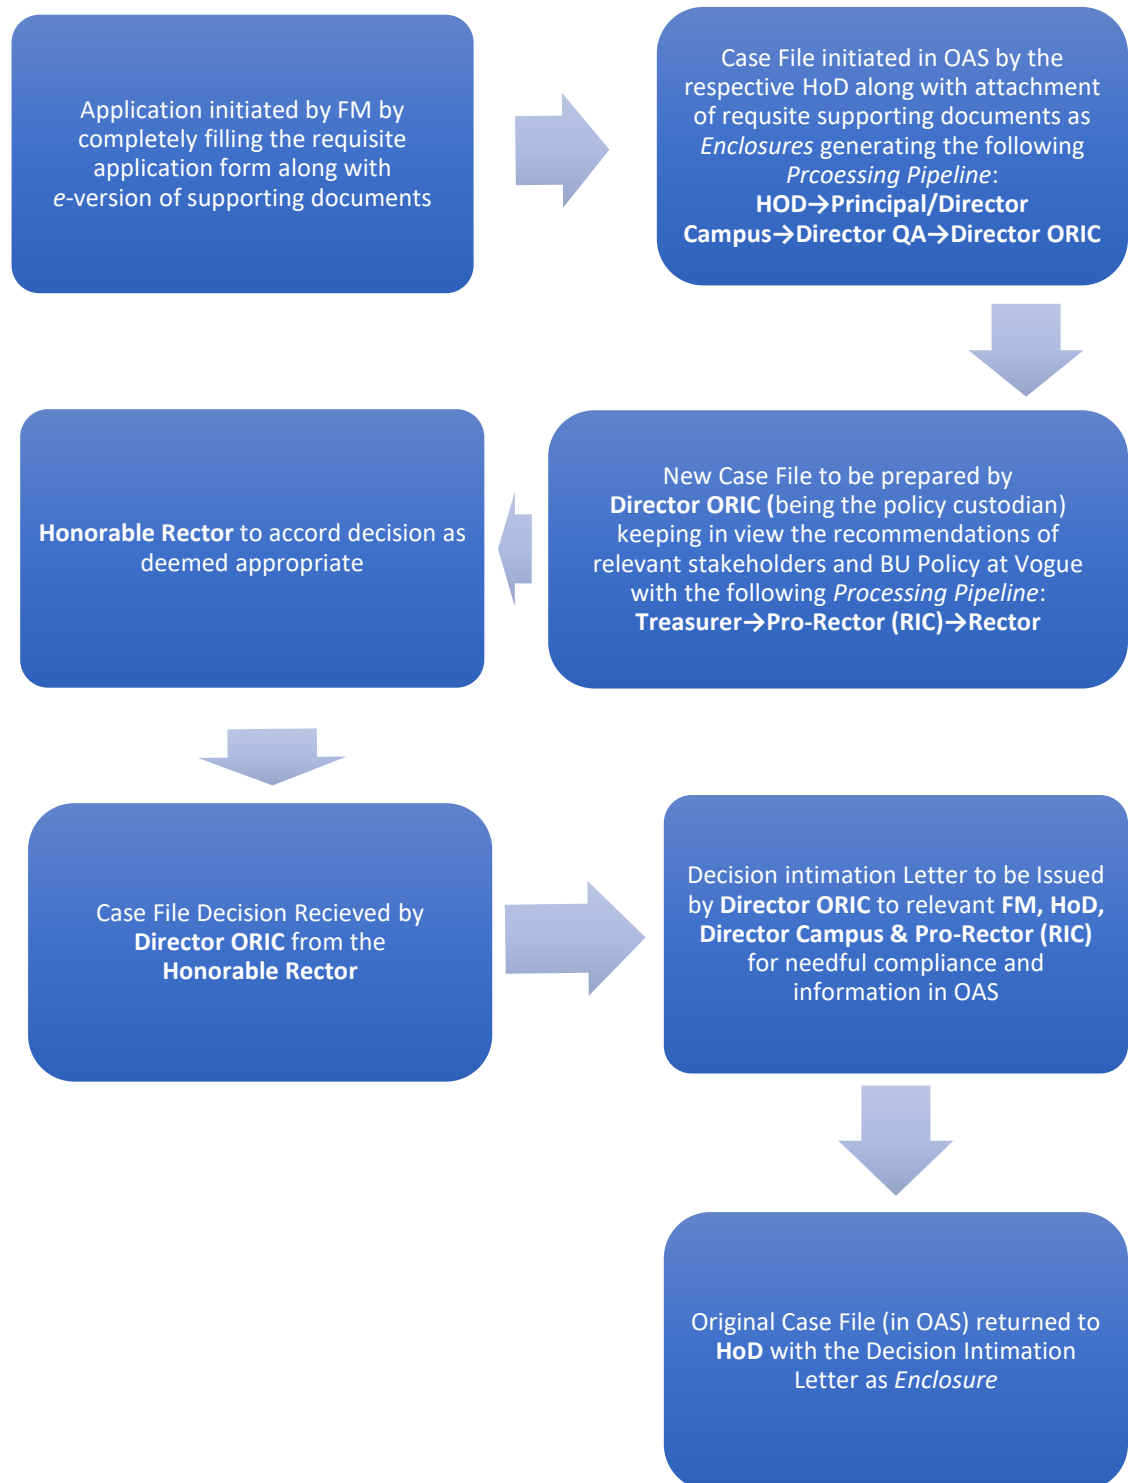 Application initiated by FM by
completely filling the requisite
application form along with
e-version of supporting documents
Case File initiated in OAS by the
respective HoD along with attachment
of requsite supporting documents as
Enclosures generating the following
Prcoessing Pipeline:
HOD→Principal/Director
Campus→Director QA→Director ORIC
New Case File to be prepared by
Director ORIC (being the policy custodian)
keeping in view the recommendations of
relevant stakeholders and BU Policy at Vogue
with the following Processing Pipeline:
Treasurer→Pro-Rector (RIC)→Rector
Honorable Rector to accord decision as
deemed appropriate
Case File Decision Recieved by
Director ORIC from the
Honorable Rector
Decision intimation Letter to be Issued
by Director ORIC to relevant FM, HoD,
Director Campus & Pro-Rector (RIC)
for needful compliance and
information in OAS
Original Case File (in OAS) returned to
HoD with the Decision Intimation
Letter as Enclosure